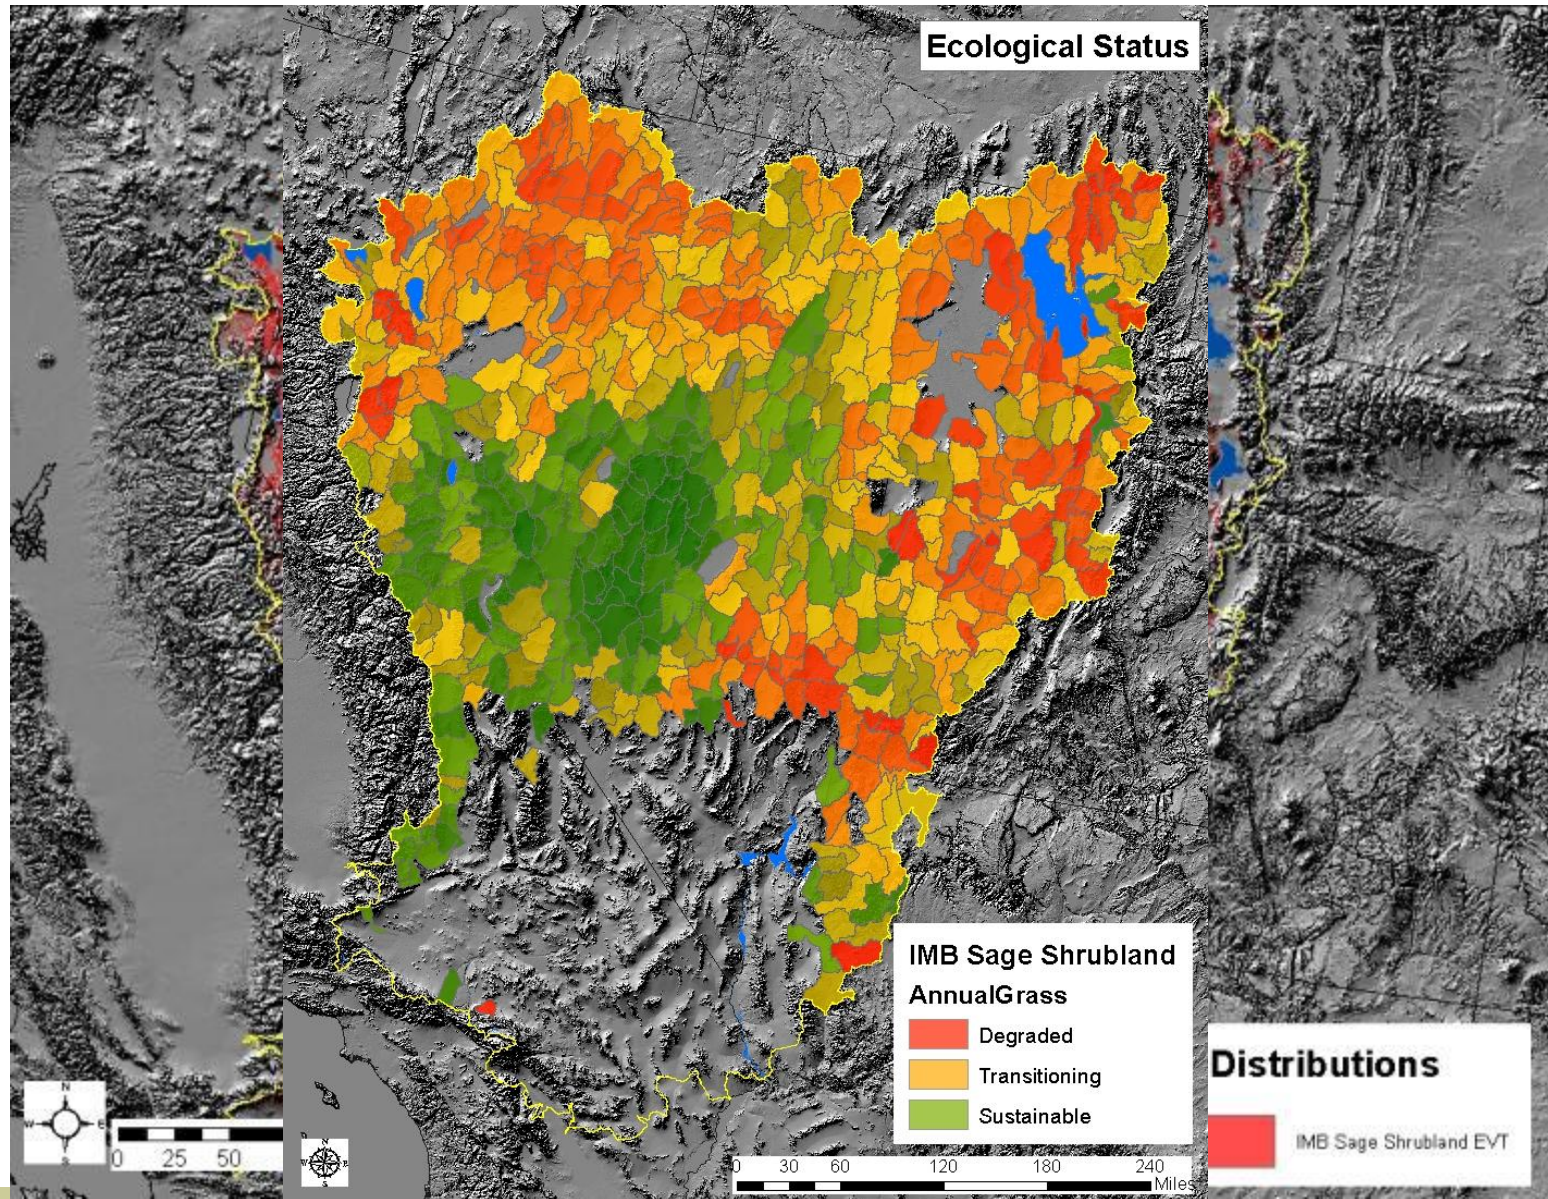 Ecological Status
IMB Sage Shrubland
AnnualGrass
Degraded
Transitioning
Sustainable
0 30 60 120 180 240
Miles
N
W E
S
0 25 50
Distributions
IMB Sage Shrubland EVT